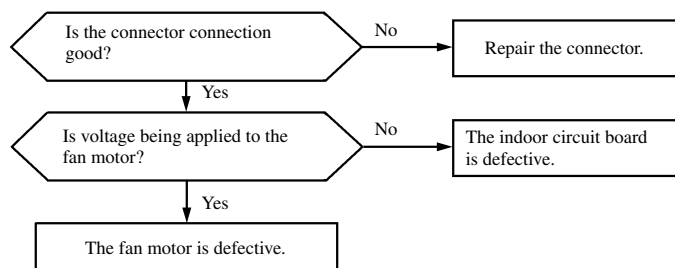 Is the connector connection
good?
No
Repair the connector.
Yes
Is voltage being applied to the
fan motor?
No
The indoor circuit board
is defective.
Yes
The fan motor is defective.